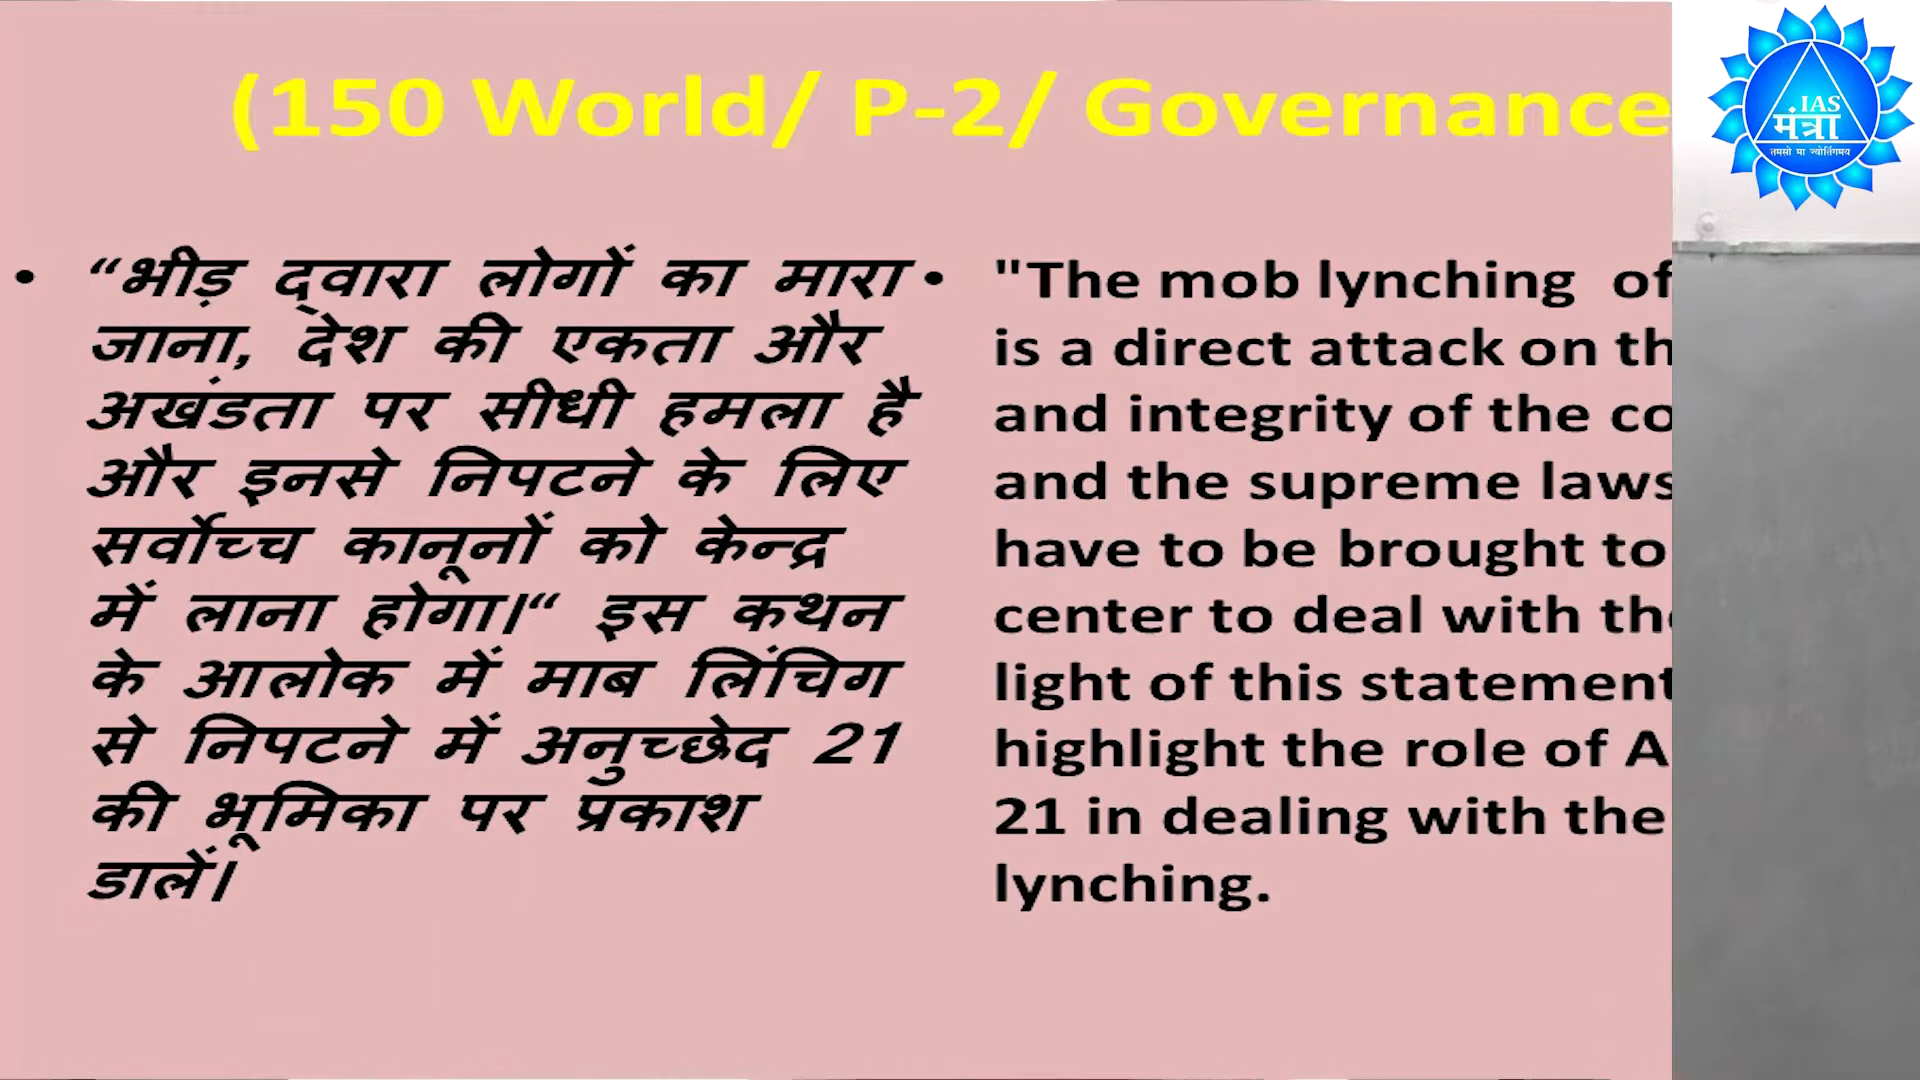 (150 World/ P-2/ Governance
IAS
मंत्रा
तमसो मा ज्योतिंगमय
• “भीड़ द्वारा लोगों का मारा
जाना, देश की एकता और
अखंडता पर सीधी हमला है
और इनसे निपटने के लिए
सर्वोच्च कानूनों को केन्द्र
में लाना होगा।“ इस कथन
के आलोक में माब लिंचिग
से निपटने में अनुच्छेद 21
की भूमिका पर प्रकाश
डालें।
• "The mob lynching of
is a direct attack on th
and integrity of the co
and the supreme laws
have to be brought to
center to deal with the
light of this statement
highlight the role of A
21 in dealing with the
lynching.